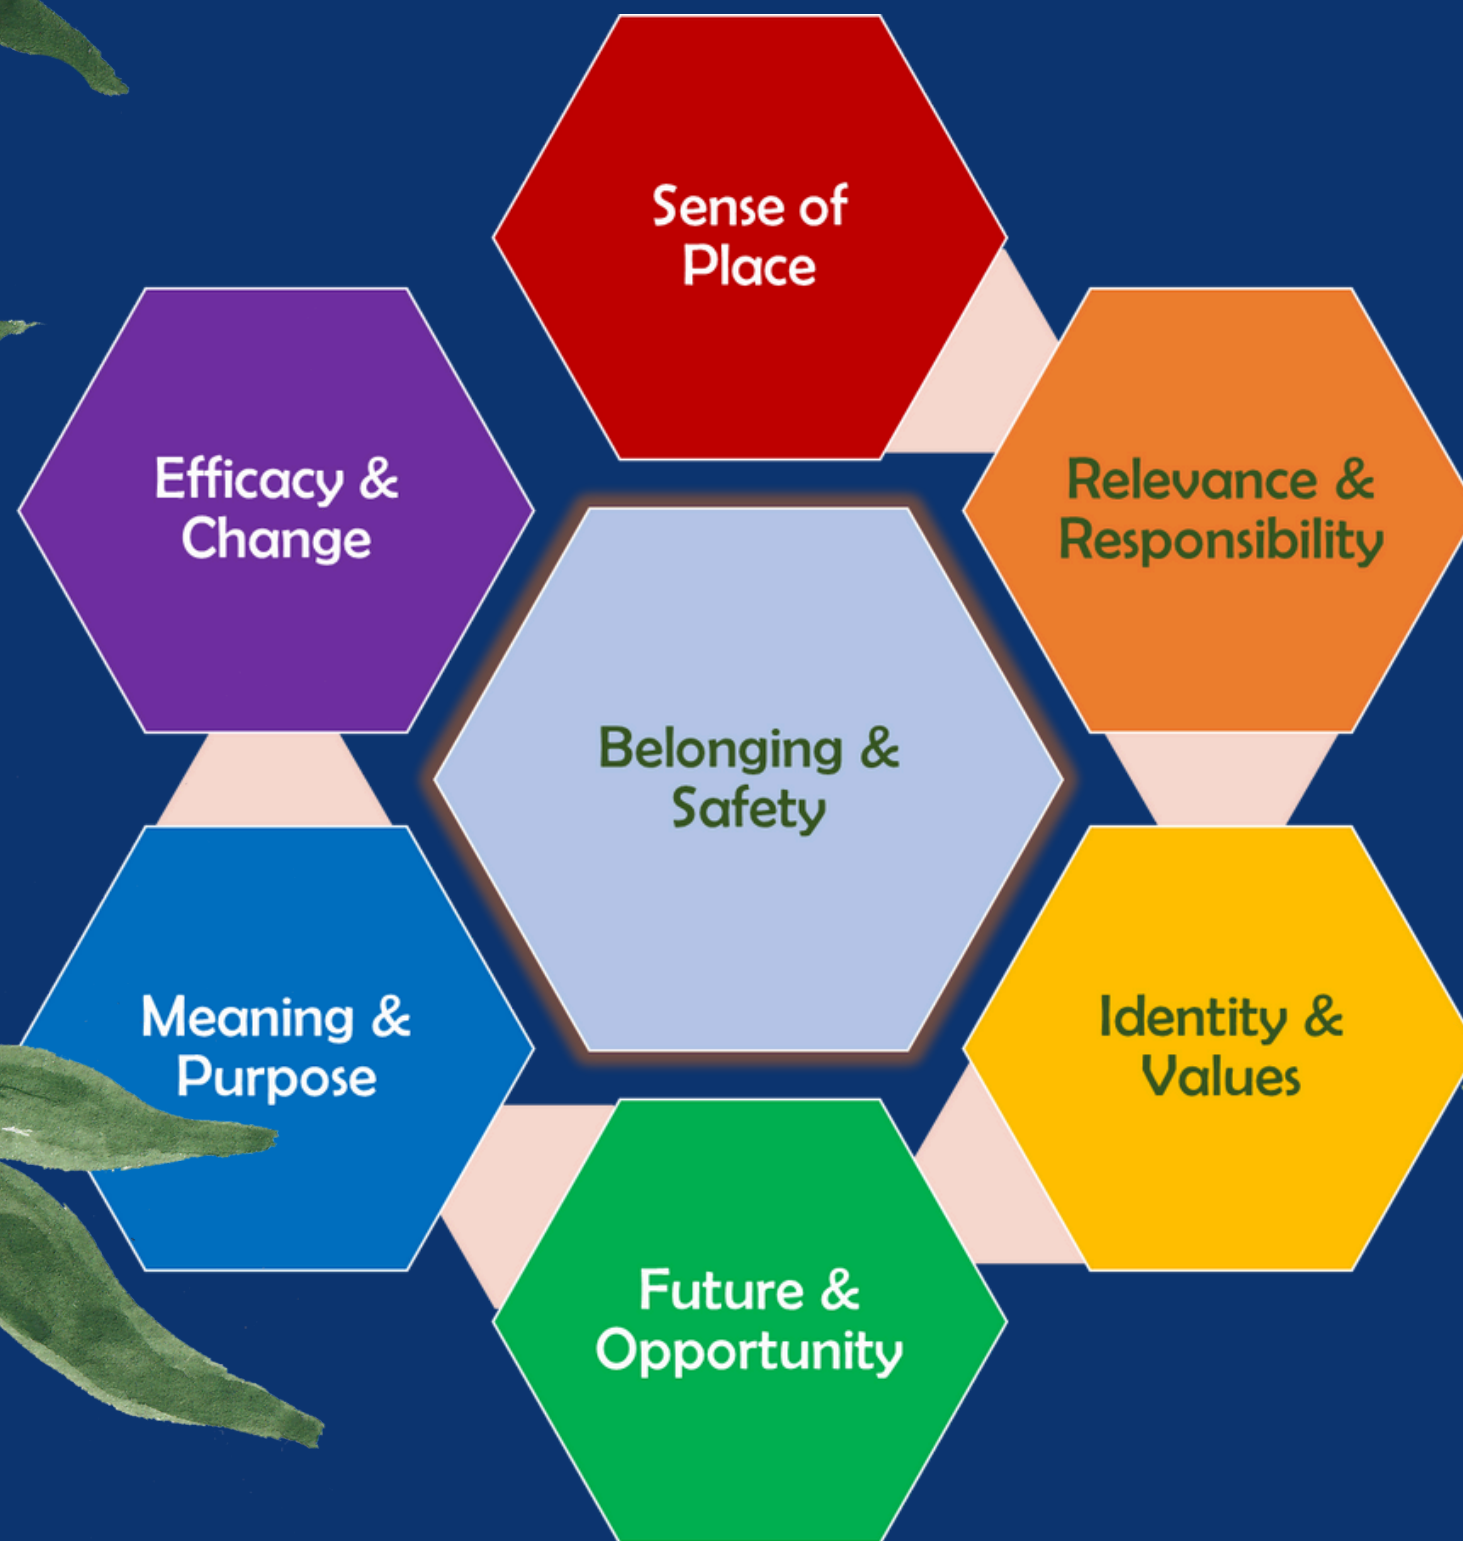 Sense of
Place
Relevance &
Responsibility
Identity &
Values
Future &
Opportunity
Meaning &
Purpose
Efficacy &
Change
Belonging &
Safety